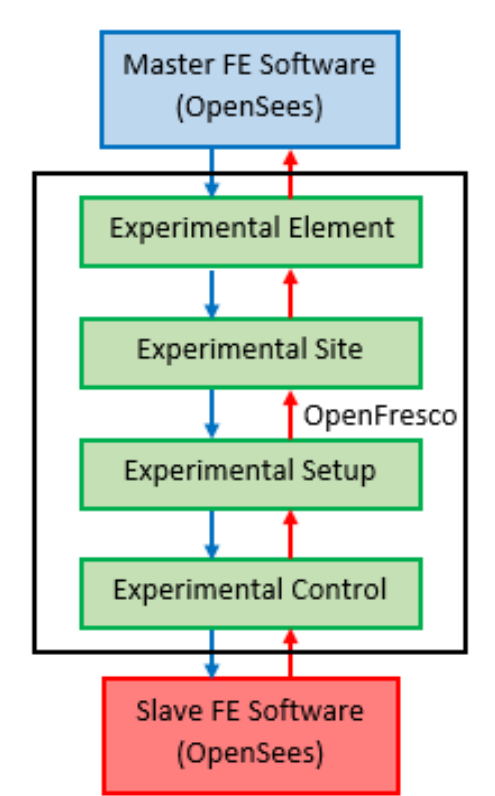 Master FE Software
(OpenSees)
Experimental Element
Experimental Site
OpenFresco
Experimental Setup
Experimental Control
Slave FE Software
(OpenSees)